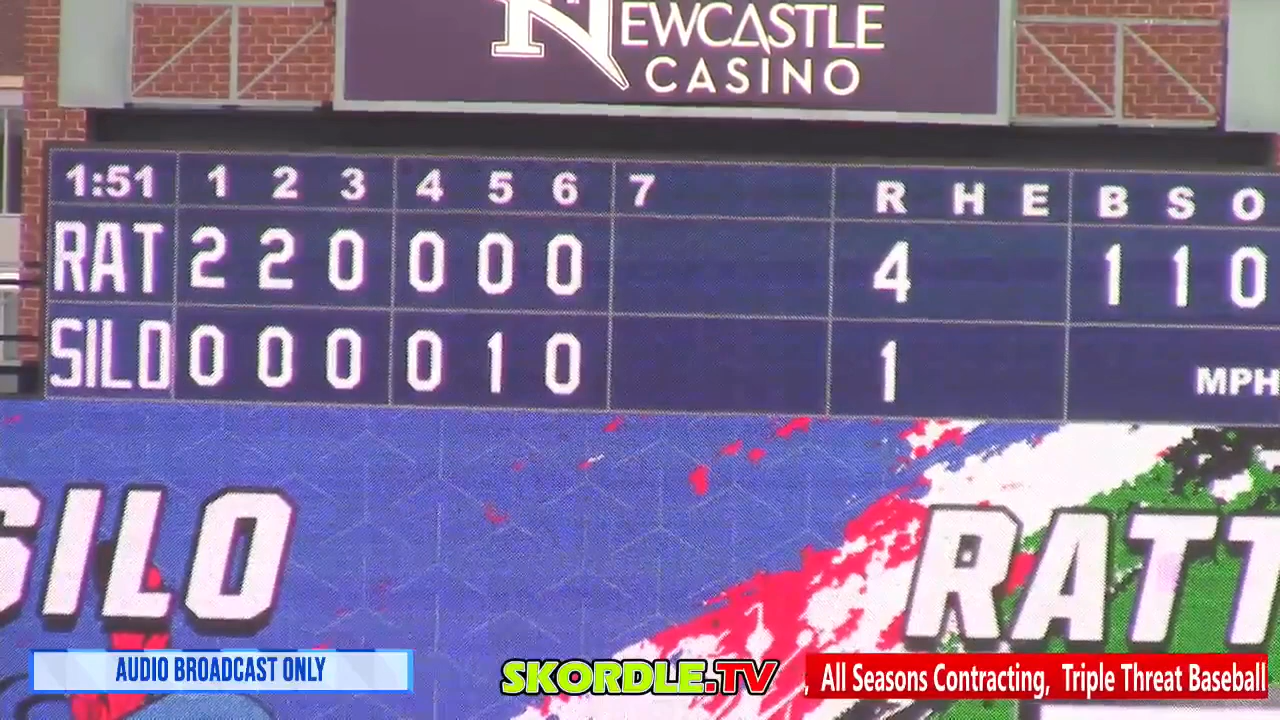 NEWCASTLE
CASINO
1:51 1 2 3 4 5 6 7 R H E B S O
RAT 2 2 0 0 0 0 4 1 1 0
SILO 0 0 0 0 1 0 1 MPH
SILO
RATT
AUDIO BROADCAST ONLY
SKORDLE.TV
, All Seasons Contracting, Triple Threat Baseball